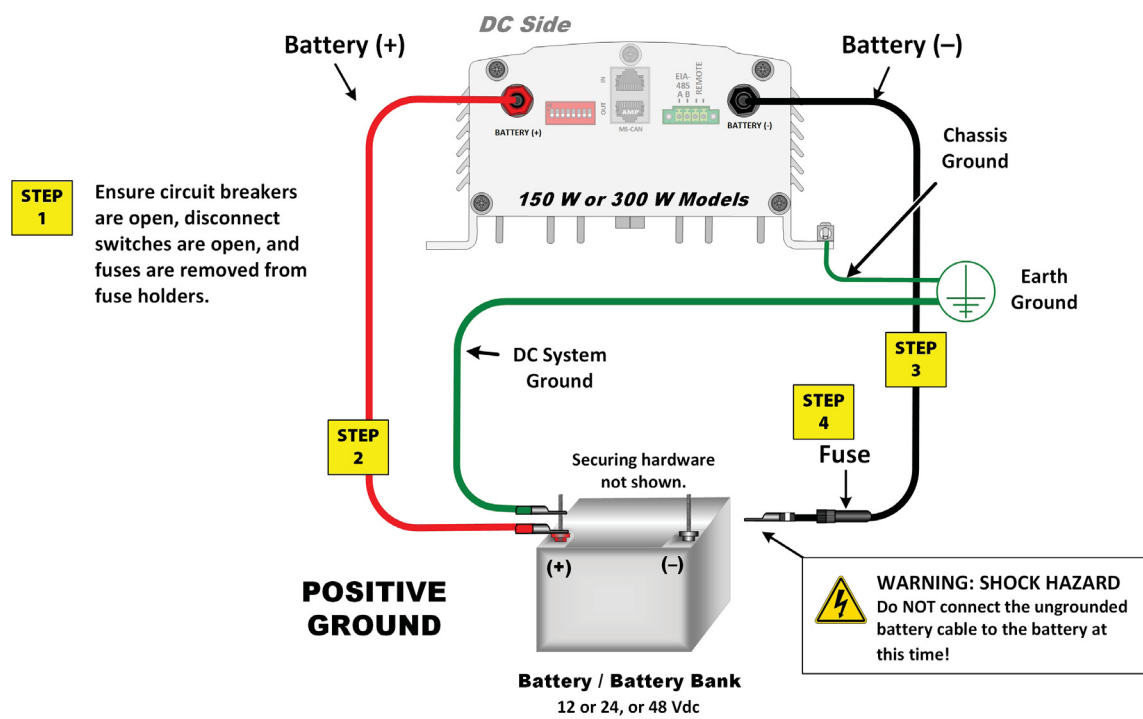 DC Side
Battery (+)
Battery (–)
IN
OUT
AMP
MS-CAN
EIA-
485
A B
REMOTE
BATTERY (+)
BATTERY (-)
150 W or 300 W Models
Chassis
Ground
Earth
Ground
STEP
1
Ensure circuit breakers
are open, disconnect
switches are open, and
fuses are removed from
fuse holders.
DC System
Ground
STEP
3
STEP
4
Fuse
STEP
2
Securing hardware
not shown.
(+)
(–)
POSITIVE
GROUND
WARNING: SHOCK HAZARD
Do NOT connect the ungrounded
battery cable to the battery at
this time!
Battery / Battery Bank
12 or 24, or 48 Vdc